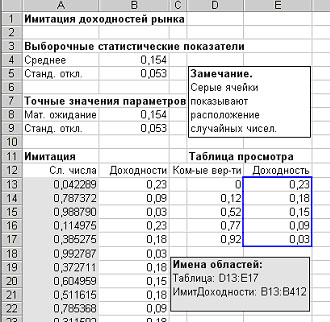 A B C D E
1 Имитация доходностей рынка
2
3 Выборочные статистические показатели
4 Среднее 0,154
5 Станд. откл. 0,053
6
7 Точные значения параметров
8 Мат. ожидание 0,154
9 Станд. откл. 0,053
10
Замечание.
Серые ячейки
показывают
расположение
случайных чисел.
11 Имитация Таблица просмотра
12 Сл. числа Доходности Ком-ые вер-ти Доходность
13 0,042289 0,23 0 0,23
14 0,787372 0,09 0,12 0,18
15 0,988790 0,03 0,52 0,15
16 0,114975 0,23 0,77 0,09
17 0,385275 0,18 0,92 0,03
18 0,992787 0,03
19 0,372711 0,18
20 0,604959 0,15
21 0,511615 0,18
22 0,785368 0,09
Имена областей:
Таблица: D13:E17
ИмитДоходности: B13:B412